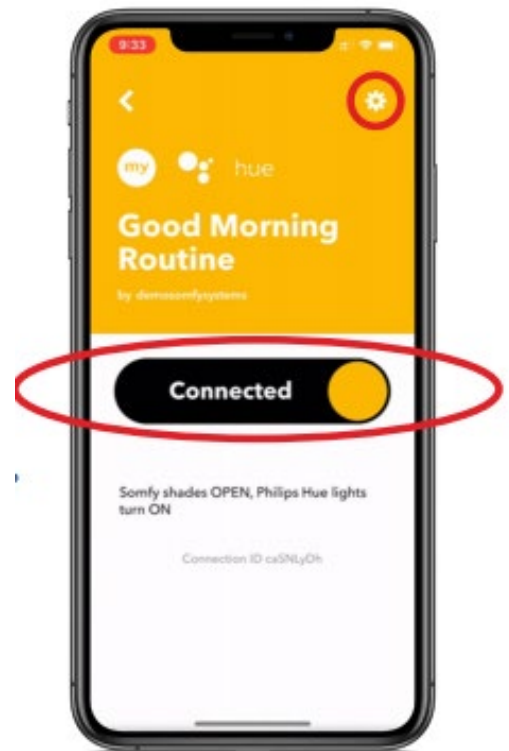 9:33
my hue
Good Morning
Routine
by demosomfysystems
Connected
Somfy shades OPEN, Philips Hue lights
turn ON
Connection ID caSNLyDh